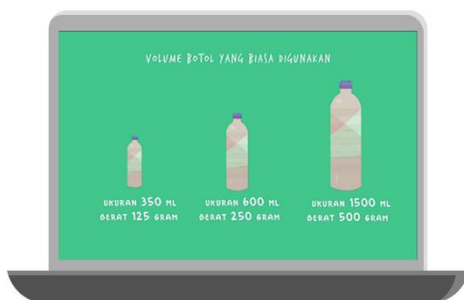 VOLUME BOTOL YANG BIASA DIGUNAKAN
UKURAN 350 ML
BERAT 125 GRAM
UKURAN 600 ML
BERAT 250 GRAM
UKURAN 1500 ML
BERAT 500 GRAM